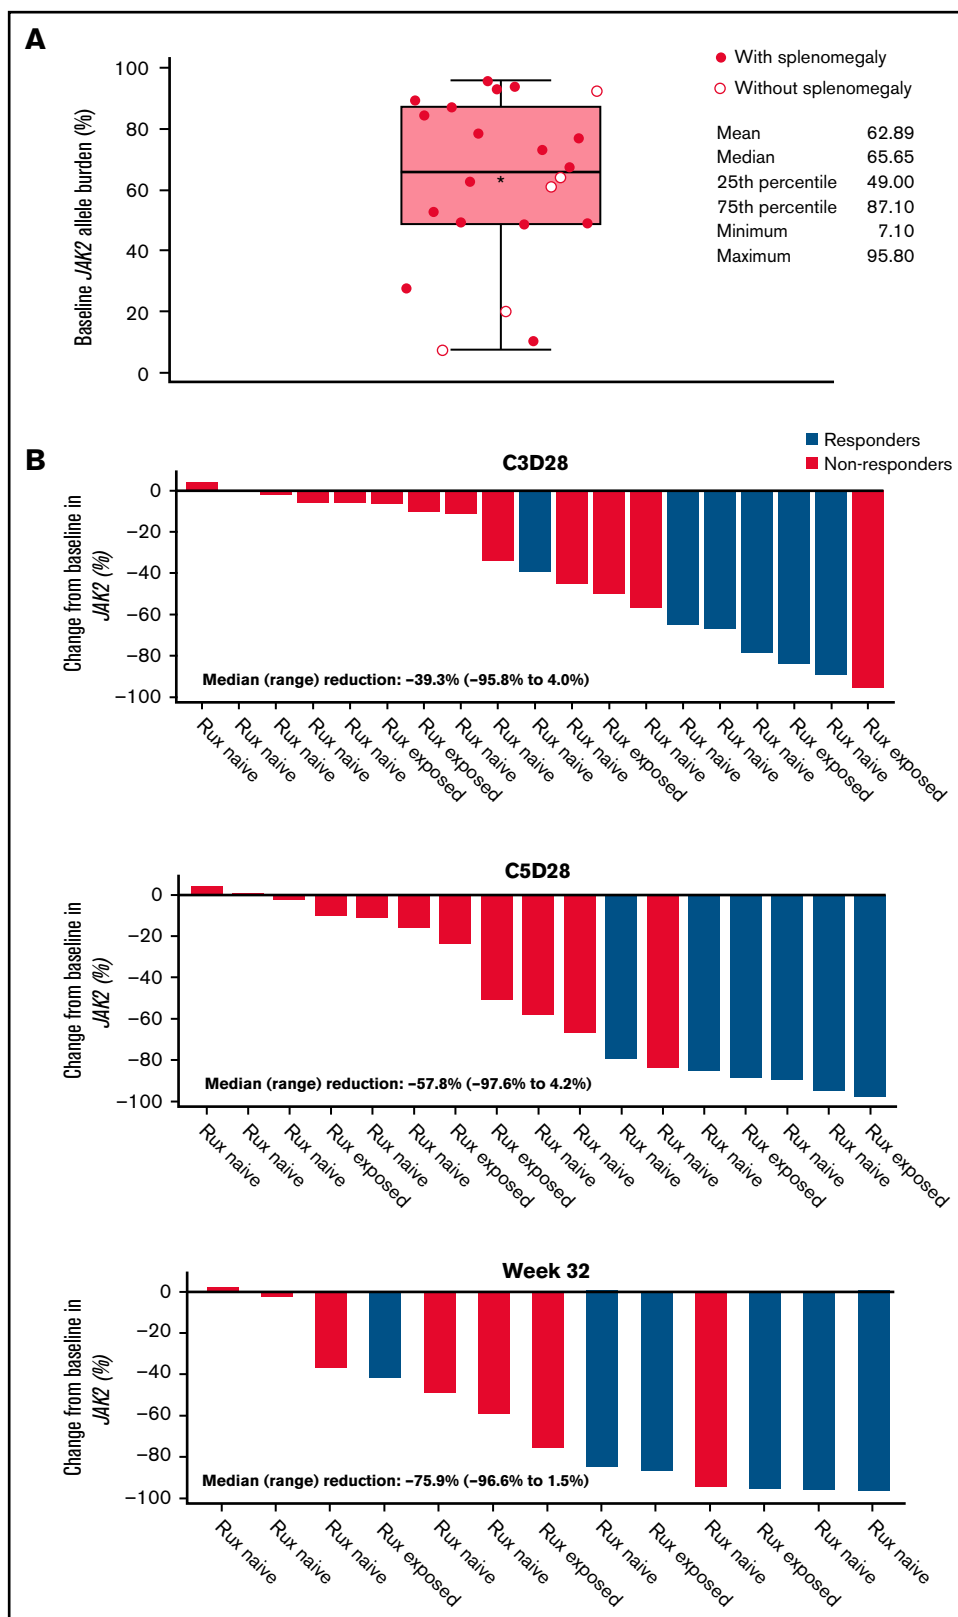 A
With splenomegaly
Without splenomegaly
Baseline JAK2 allele burden (%)
100
80
60
40
20
0
*
Mean 62.89
Median 65.65
25th percentile 49.00
75th percentile 87.10
Minimum 7.10
Maximum 95.80
B
Responders
Non-responders
C3D28
Change from baseline in
JAK2 (%)
0
−20
−40
−60
−80
−100
Median (range) reduction: −39.3% (−95.8% to 4.0%)
Rux naive
Rux naive
Rux naive
Rux naive
Rux naive
Rux exposed
Rux exposed
Rux naive
Rux naive
Rux naive
Rux naive
Rux exposed
Rux naive
Rux naive
Rux naive
Rux naive
Rux exposed
Rux naive
Rux exposed
C5D28
Change from baseline in
JAK2 (%)
0
−20
−40
−60
−80
−100
Median (range) reduction: −57.8% (−97.6% to 4.2%)
Rux naive
Rux naive
Rux naive
Rux exposed
Rux naive
Rux naive
Rux exposed
Rux exposed
Rux naive
Rux naive
Rux naive
Rux naive
Rux naive
Rux exposed
Rux naive
Rux naive
Rux exposed
Week 32
Change from baseline in
JAK2 (%)
0
−20
−40
−60
−80
−100
Median (range) reduction: −75.9% (−96.6% to 1.5%)
Rux naive
Rux naive
Rux naive
Rux exposed
Rux naive
Rux naive
Rux exposed
Rux naive
Rux exposed
Rux naive
Rux exposed
Rux naive
Rux naive